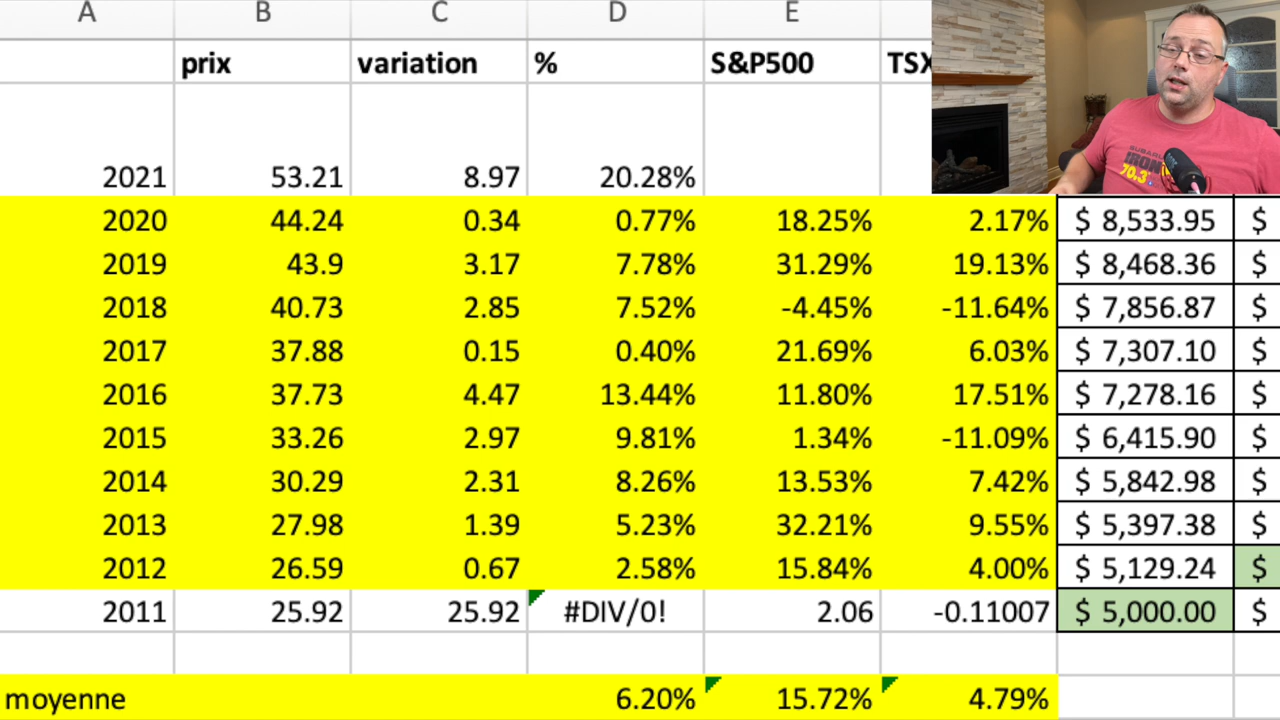 A B C D E
prix variation % S&P500 TSX
2021 53.21 8.97 20.28%
2020 44.24 0.34 0.77% 18.25% 2.17% $ 8,533.95 $
2019 43.9 3.17 7.78% 31.29% 19.13% $ 8,468.36 $
2018 40.73 2.85 7.52% -4.45% -11.64% $ 7,856.87 $
2017 37.88 0.15 0.40% 21.69% 6.03% $ 7,307.10 $
2016 37.73 4.47 13.44% 11.80% 17.51% $ 7,278.16 $
2015 33.26 2.97 9.81% 1.34% -11.09% $ 6,415.90 $
2014 30.29 2.31 8.26% 13.53% 7.42% $ 5,842.98 $
2013 27.98 1.39 5.23% 32.21% 9.55% $ 5,397.38 $
2012 26.59 0.67 2.58% 15.84% 4.00% $ 5,129.24 $
2011 25.92 25.92 #DIV/0! 2.06 -0.11007 $ 5,000.00 $
moyenne 6.20% 15.72% 4.79%
SUBARU
IRON
70.3